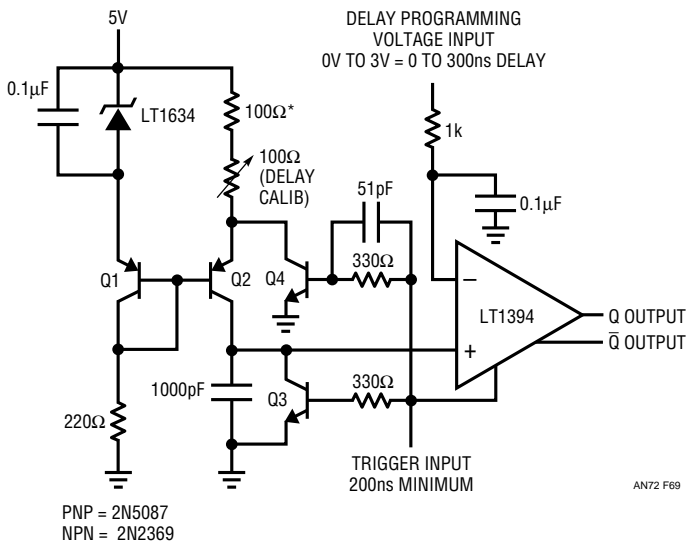 5V
DELAY PROGRAMMING
VOLTAGE INPUT
0V TO 3V = 0 TO 300ns DELAY
0.1µF
LT1634
100Ω*
1k
100Ω
(DELAY
CALIB)
51pF
0.1µF
330Ω
Q1
Q2
Q4
−
LT1394
+
Q OUTPUT
Q̅ OUTPUT
1000pF
Q3
330Ω
220Ω
TRIGGER INPUT
200ns MINIMUM
AN72 F69
PNP = 2N5087
NPN = 2N2369